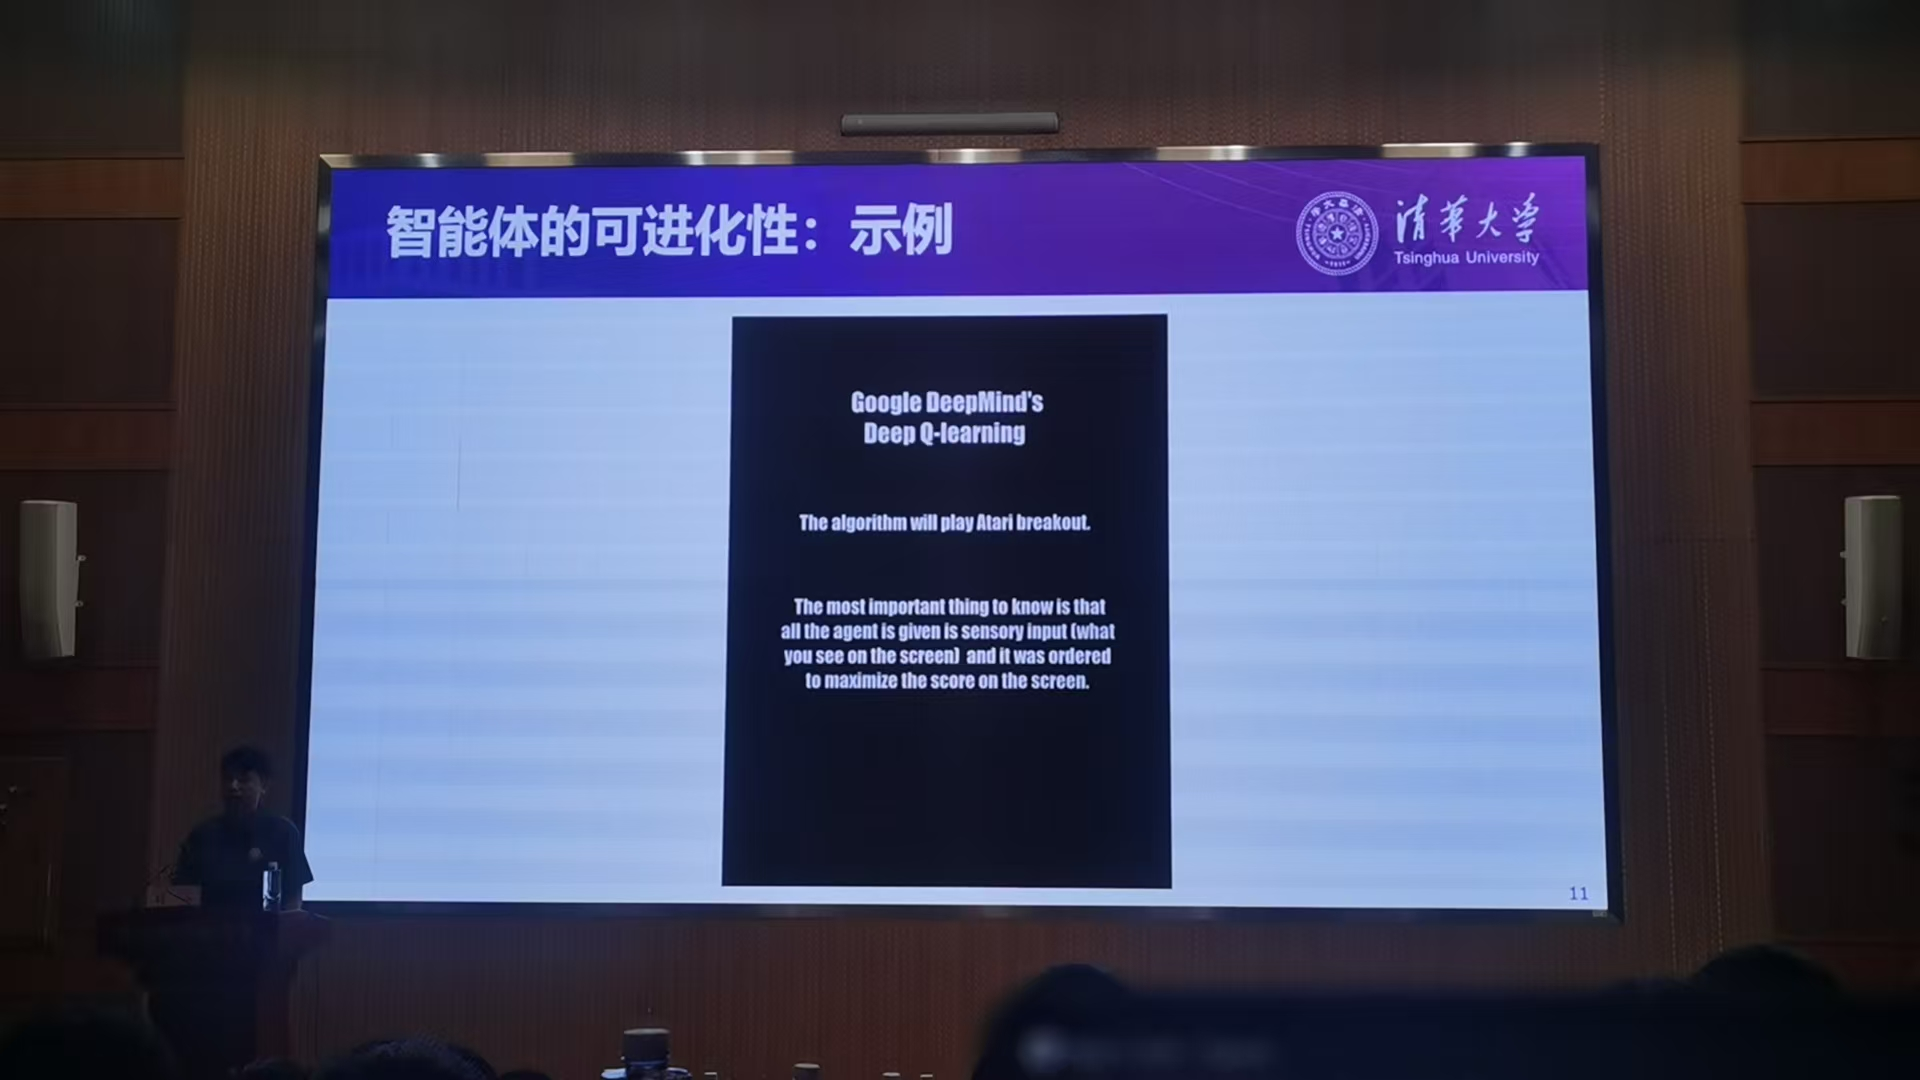 智能体的可进化性：示例
清华大学
Tsinghua University
Google DeepMind's
Deep Q-learning
The algorithm will play Atari breakout.
The most important thing to know is that
all the agent is given is sensory input (what
you see on the screen)  and it was ordered
to maximize the score on the screen.
11